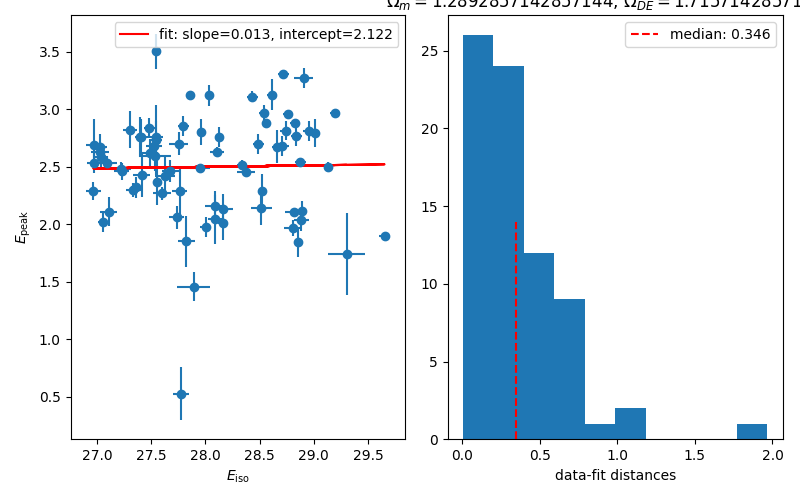 Ω_m = 1.2892857142857144, Ω_DE = 1.71571428571
fit: slope=0.013, intercept=2.122
median: 0.346
3.5
3.0
2.5
2.0
1.5
1.0
0.5
E_peak
27.0 27.5 28.0 28.5 29.0 29.5
E_iso
25
20
15
10
5
0
0.0 0.5 1.0 1.5 2.0
data-fit distances